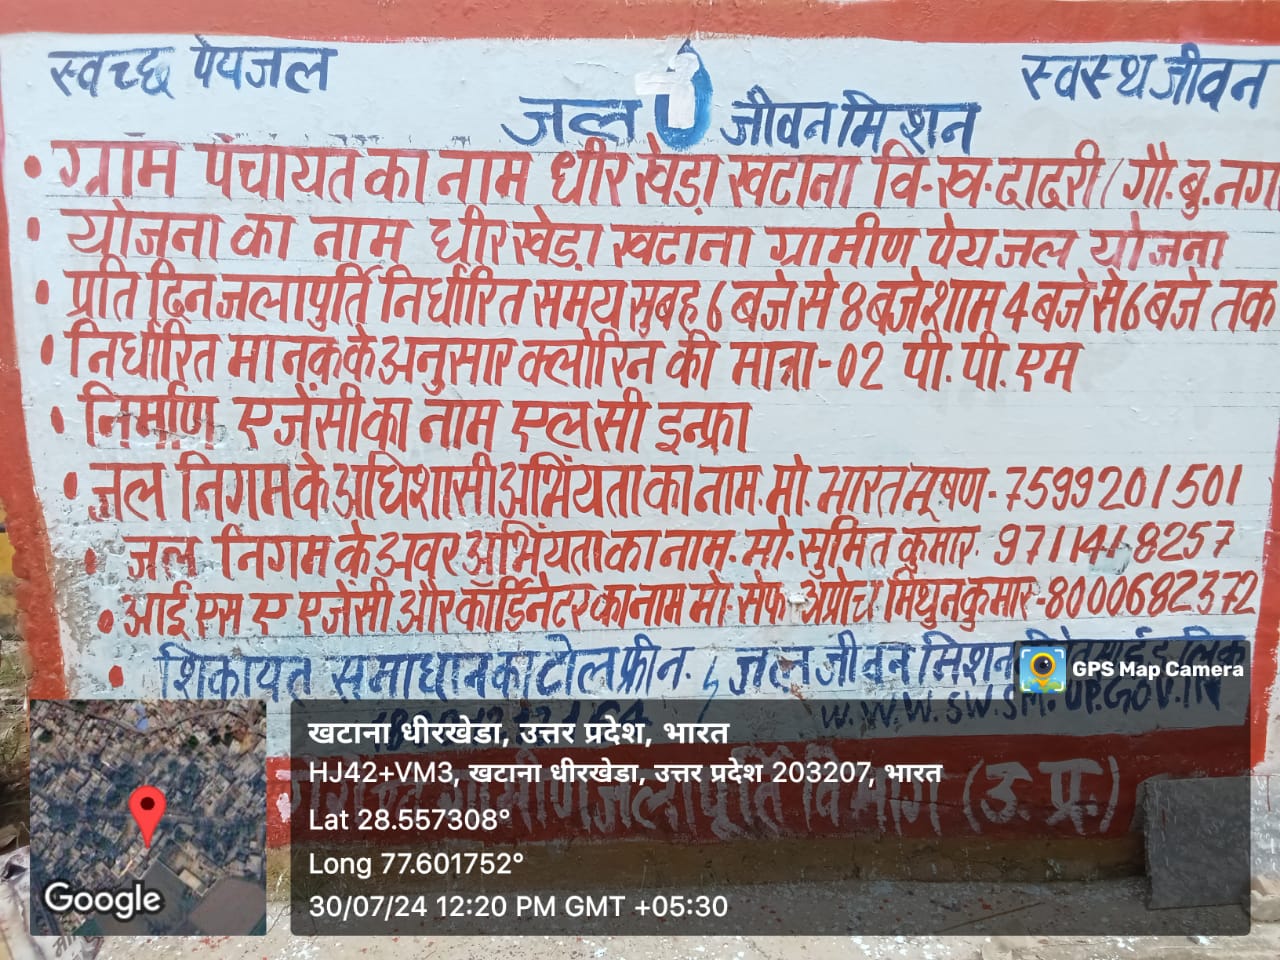 स्वच्छ पेयजल
स्वस्थ जीवन
जल जीवन मिशन
• ग्राम पंचायत का नाम धीर खेड़ा खटाना वि.ख.दादरी (गौ.बु.नग
• योजना का नाम धीर खेड़ा खटाना ग्रामीण पेय जल योजना
• प्रति दिन जलापुर्ति निर्धारित समय सुबह 6 बजे से 8 बजे शाम 4 बजे से 6 बजे तक
• निर्धारित मानक के अनुसार क्लोरिन की मात्रा-02 पी.पी.एम
• निर्माण एजेंसी का नाम एलसी इन्फ्रा
• जल निगम के अधिशासी अभियंता का नाम.मो.भारत भूषण-7599201501
• जल निगम के अवर अभियंता का नाम.मो.सुमित कुमार. 9711418257
• आई एस ए एजेंसी और कॉर्डिनेटर का नाम मो. सेफ अप्रोच मिथुन कुमार-8000682372
• शिकायत समाधान का टोल फ्री न. जल जीवन मिशन
W.W.W.SWSM.UP.GOV.IN
ग्रामीण जलापूर्ति विभाग (उ.प्र.)
GPS Map Camera
खटाना धीरखेडा, उत्तर प्रदेश, भारत
HJ42+VM3, खटाना धीरखेडा, उत्तर प्रदेश 203207, भारत
Lat 28.557308°
Long 77.601752°
30/07/24 12:20 PM GMT +05:30
Google